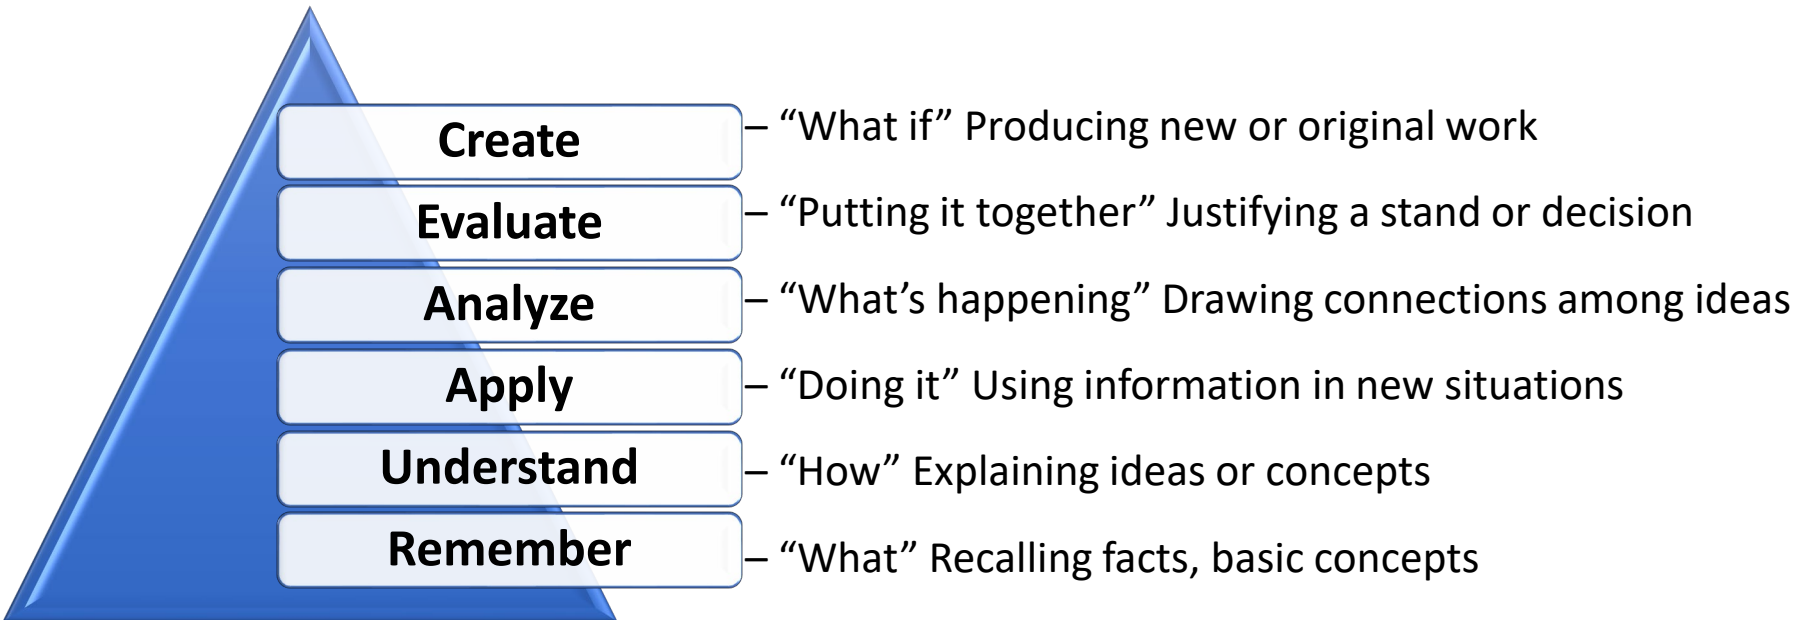 Create – “What if” Producing new or original work
Evaluate – “Putting it together” Justifying a stand or decision
Analyze – “What’s happening” Drawing connections among ideas
Apply – “Doing it” Using information in new situations
Understand – “How” Explaining ideas or concepts
Remember – “What” Recalling facts, basic concepts